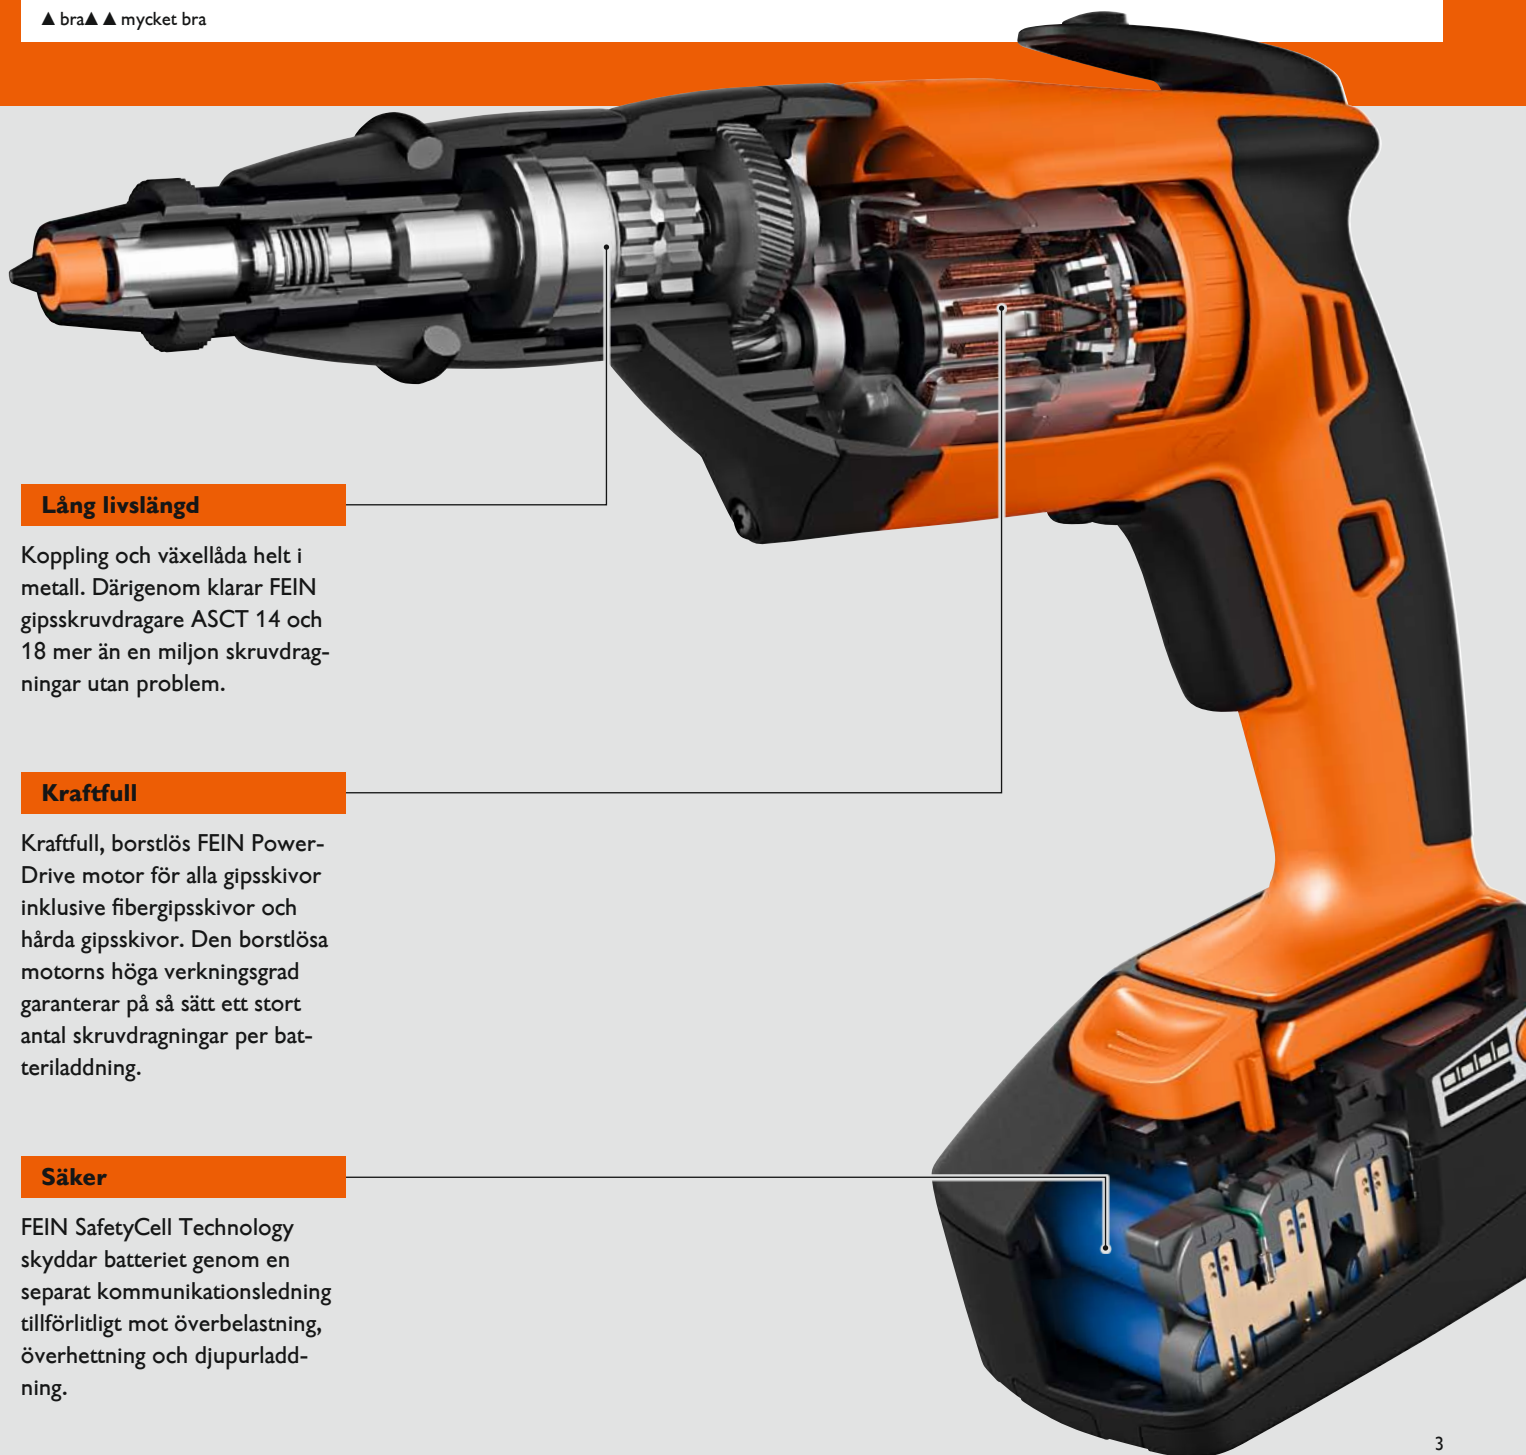 ▲ bra▲ ▲ mycket bra
Lång livslängd
Koppling och växellåda helt i
metall. Därigenom klarar FEIN
gipsskruvdragare ASCT 14 och
18 mer än en miljon skruvdrag-
ningar utan problem.
Kraftfull
Kraftfull, borstlös FEIN Power-
Drive motor för alla gipsskivor
inklusive fibergipsskivor och
hårda gipsskivor. Den borstlösa
motorns höga verkningsgrad
garanterar på så sätt ett stort
antal skruvdragningar per bat-
teriladdning.
Säker
FEIN SafetyCell Technology
skyddar batteriet genom en
separat kommunikationsledning
tillförlitligt mot överbelastning,
överhettning och djupurladd-
ning.
3